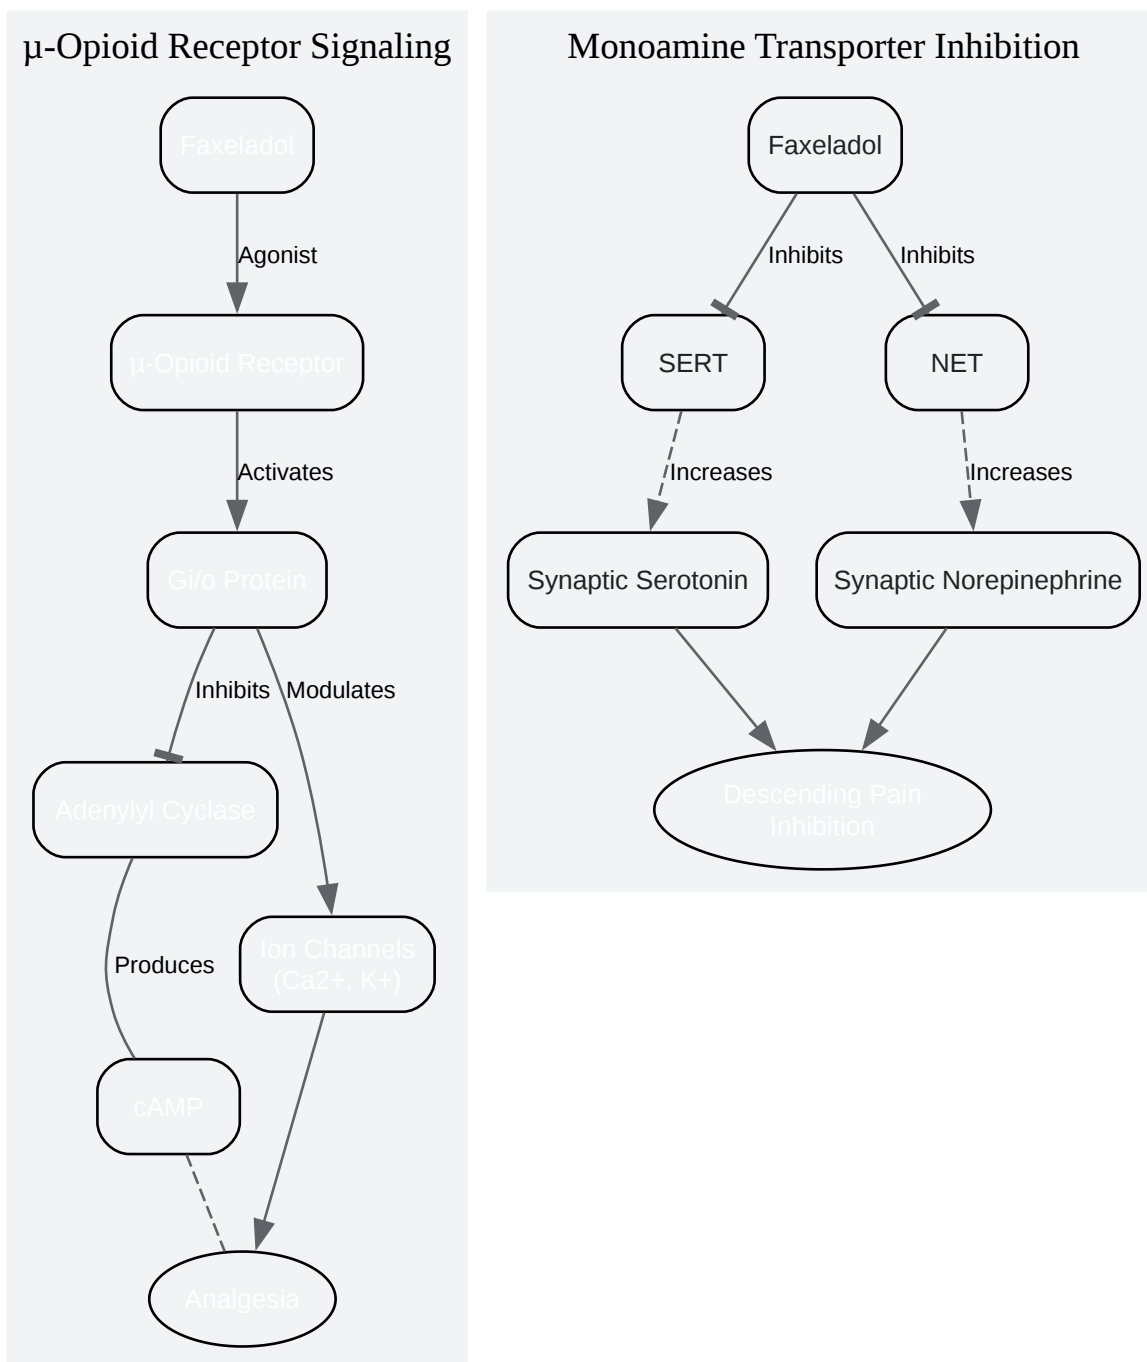 µ-Opioid Receptor Signaling
Faxeladol
Agonist
µ-Opioid Receptor
Activates
Gi/o Protein
Inhibits
Modulates
Adenylyl Cyclase
Produces
Ion Channels
(Ca2+, K+)
cAMP
Analgesia
Monoamine Transporter Inhibition
Faxeladol
Inhibits
Inhibits
SERT
NET
Increases
Increases
Synaptic Serotonin
Synaptic Norepinephrine
Descending Pain
Inhibition